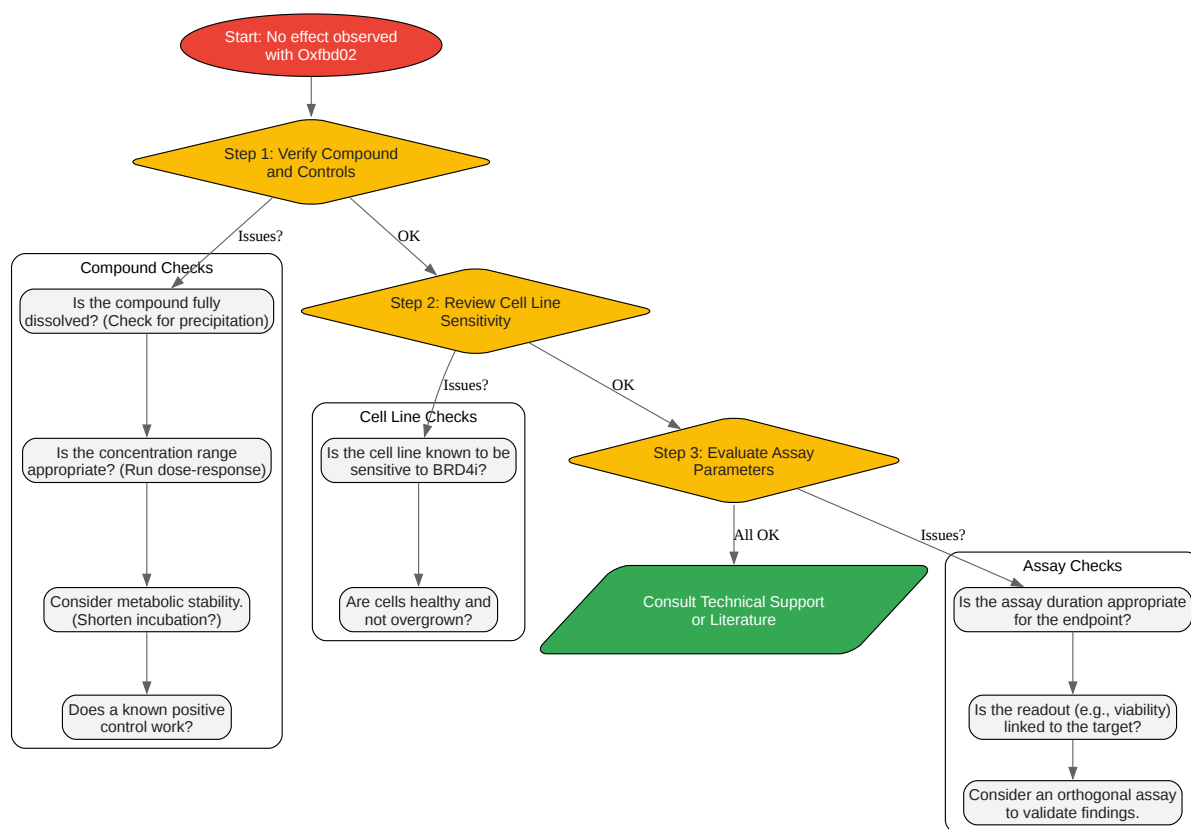 Start: No effect observed
with Oxfbd02
Step 1: Verify Compound
and Controls
Issues?
OK
Compound Checks
Is the compound fully
dissolved? (Check for precipitation)
Is the concentration range
appropriate? (Run dose-response)
Consider metabolic stability.
(Shorten incubation?)
Does a known positive
control work?
Step 2: Review Cell Line
Sensitivity
Issues?
OK
Cell Line Checks
Is the cell line known to be
sensitive to BRD4i?
Are cells healthy and
not overgrown?
Step 3: Evaluate Assay
Parameters
All OK
Issues?
Consult Technical Support
or Literature
Assay Checks
Is the assay duration appropriate
for the endpoint?
Is the readout (e.g., viability)
linked to the target?
Consider an orthogonal assay
to validate findings.